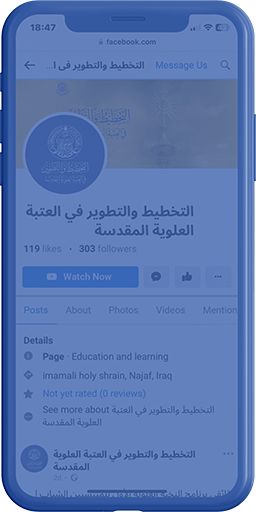 18:47
facebook.com
التخطيط والتطوير في ا...
Message Us
التخطيط والتطوير
التخطيط والتطوير في العتبة
العلوية المقدسة
119 likes • 303 followers
Watch Now
Posts About Photos Videos Mention
Details
Page · Education and learning
imamali holy shrain, Najaf, Iraq
Not yet rated (0 reviews)
See more about التخطيط والتطوير في العتبة
العلوية المقدسة
التخطيط والتطوير في العتبة العلوية
المقدسة
2d